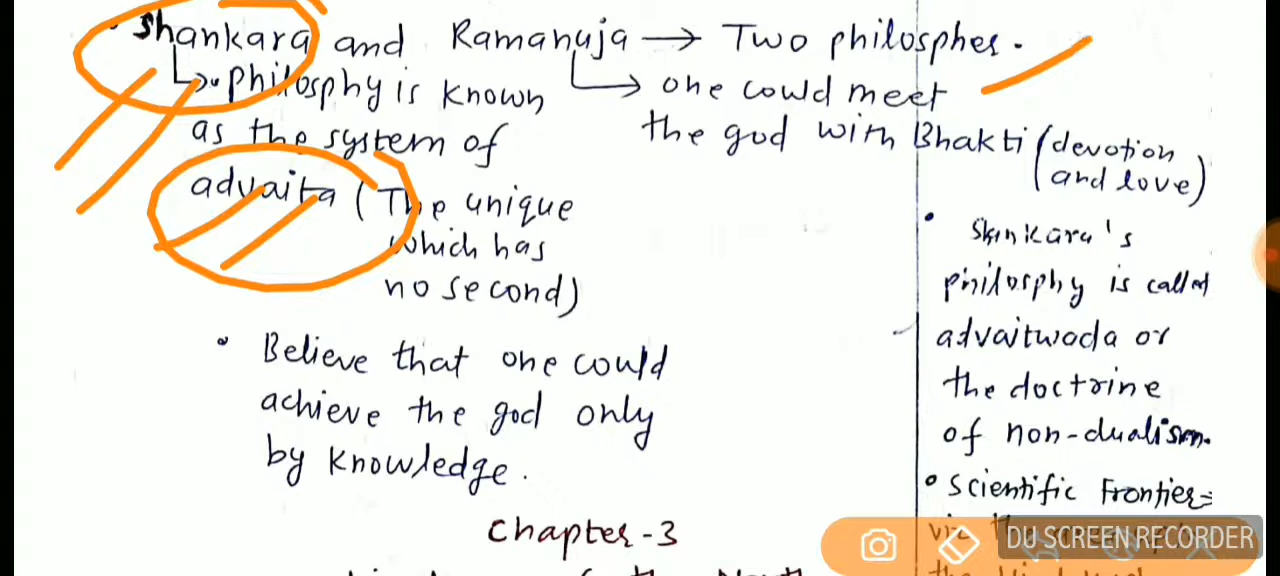 Shankara and Ramanuja → Two philospher.
↳ philosphy is known
as the system of
advaita (The unique
which has
no second)
↳ one could meet
the god with Bhakti (devotion
and love)
• Believe that one could
achieve the god only
by knowledge.
• Shankara's
philosphy is called
advaitwada or
the doctrine
of non-dualism.
• Scientific Frontier=
Chapter-3
DU SCREEN RECORDER